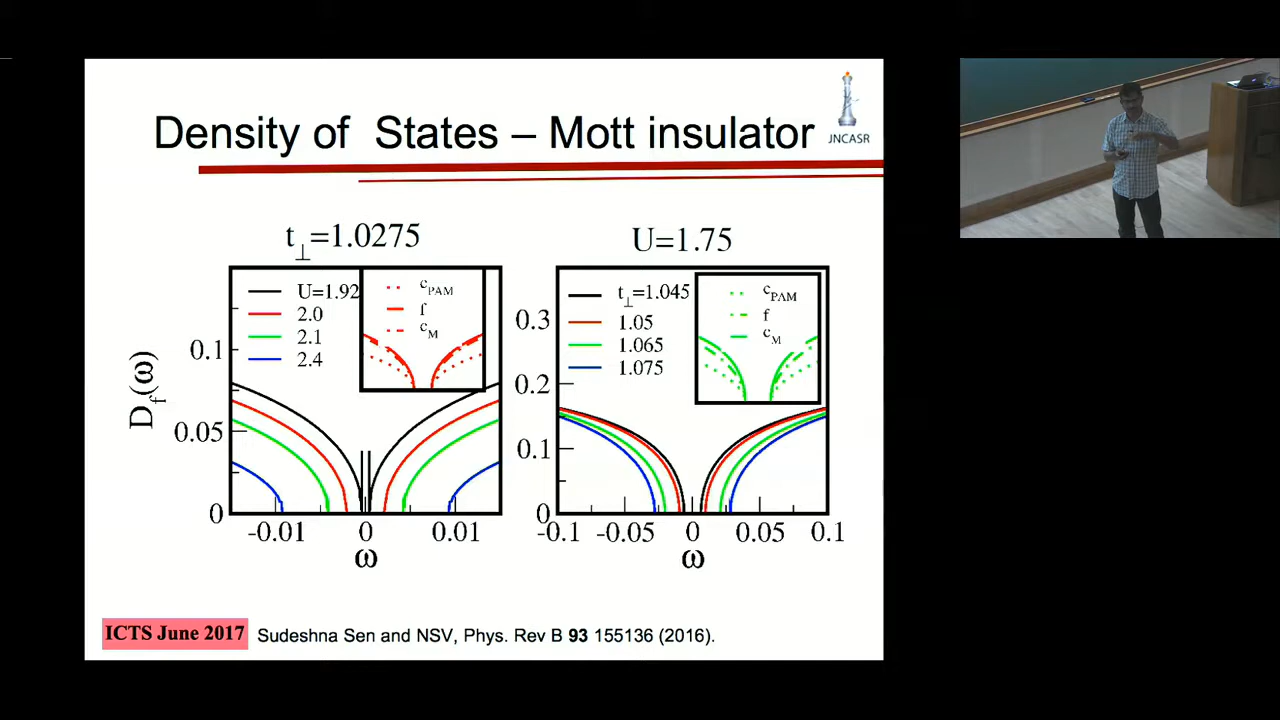 Density of States – Mott insulator
JNCASR
t⊥=1.0275
U=1.75
U=1.92
2.0
2.1
2.4
c_PAM
f
c_M
t⊥=1.045
1.05
1.065
1.075
c_PAM
f
c_M
D_f(ω)
0.1
0.05
0
-0.01
0
0.01
ω
0.3
0.2
0.1
0
-0.1
-0.05
0
0.05
0.1
ω
ICTS June 2017
Sudeshna Sen and NSV, Phys. Rev B 93 155136 (2016).